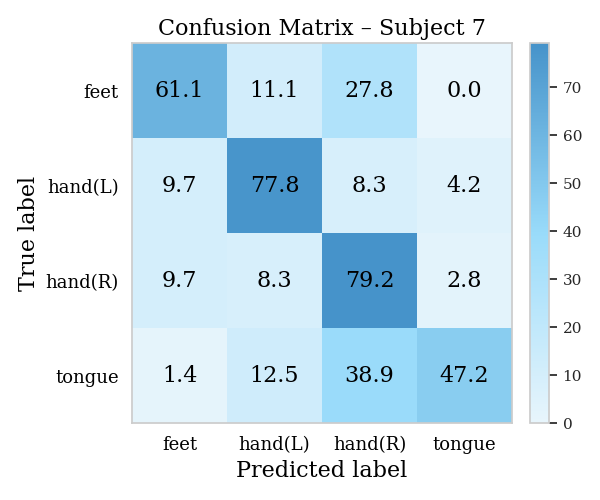 Confusion Matrix – Subject 7
True label
feet 61.1 11.1 27.8 0.0
hand(L) 9.7 77.8 8.3 4.2
hand(R) 9.7 8.3 79.2 2.8
tongue 1.4 12.5 38.9 47.2
feet hand(L) hand(R) tongue
Predicted label
70
60
50
40
30
20
10
0